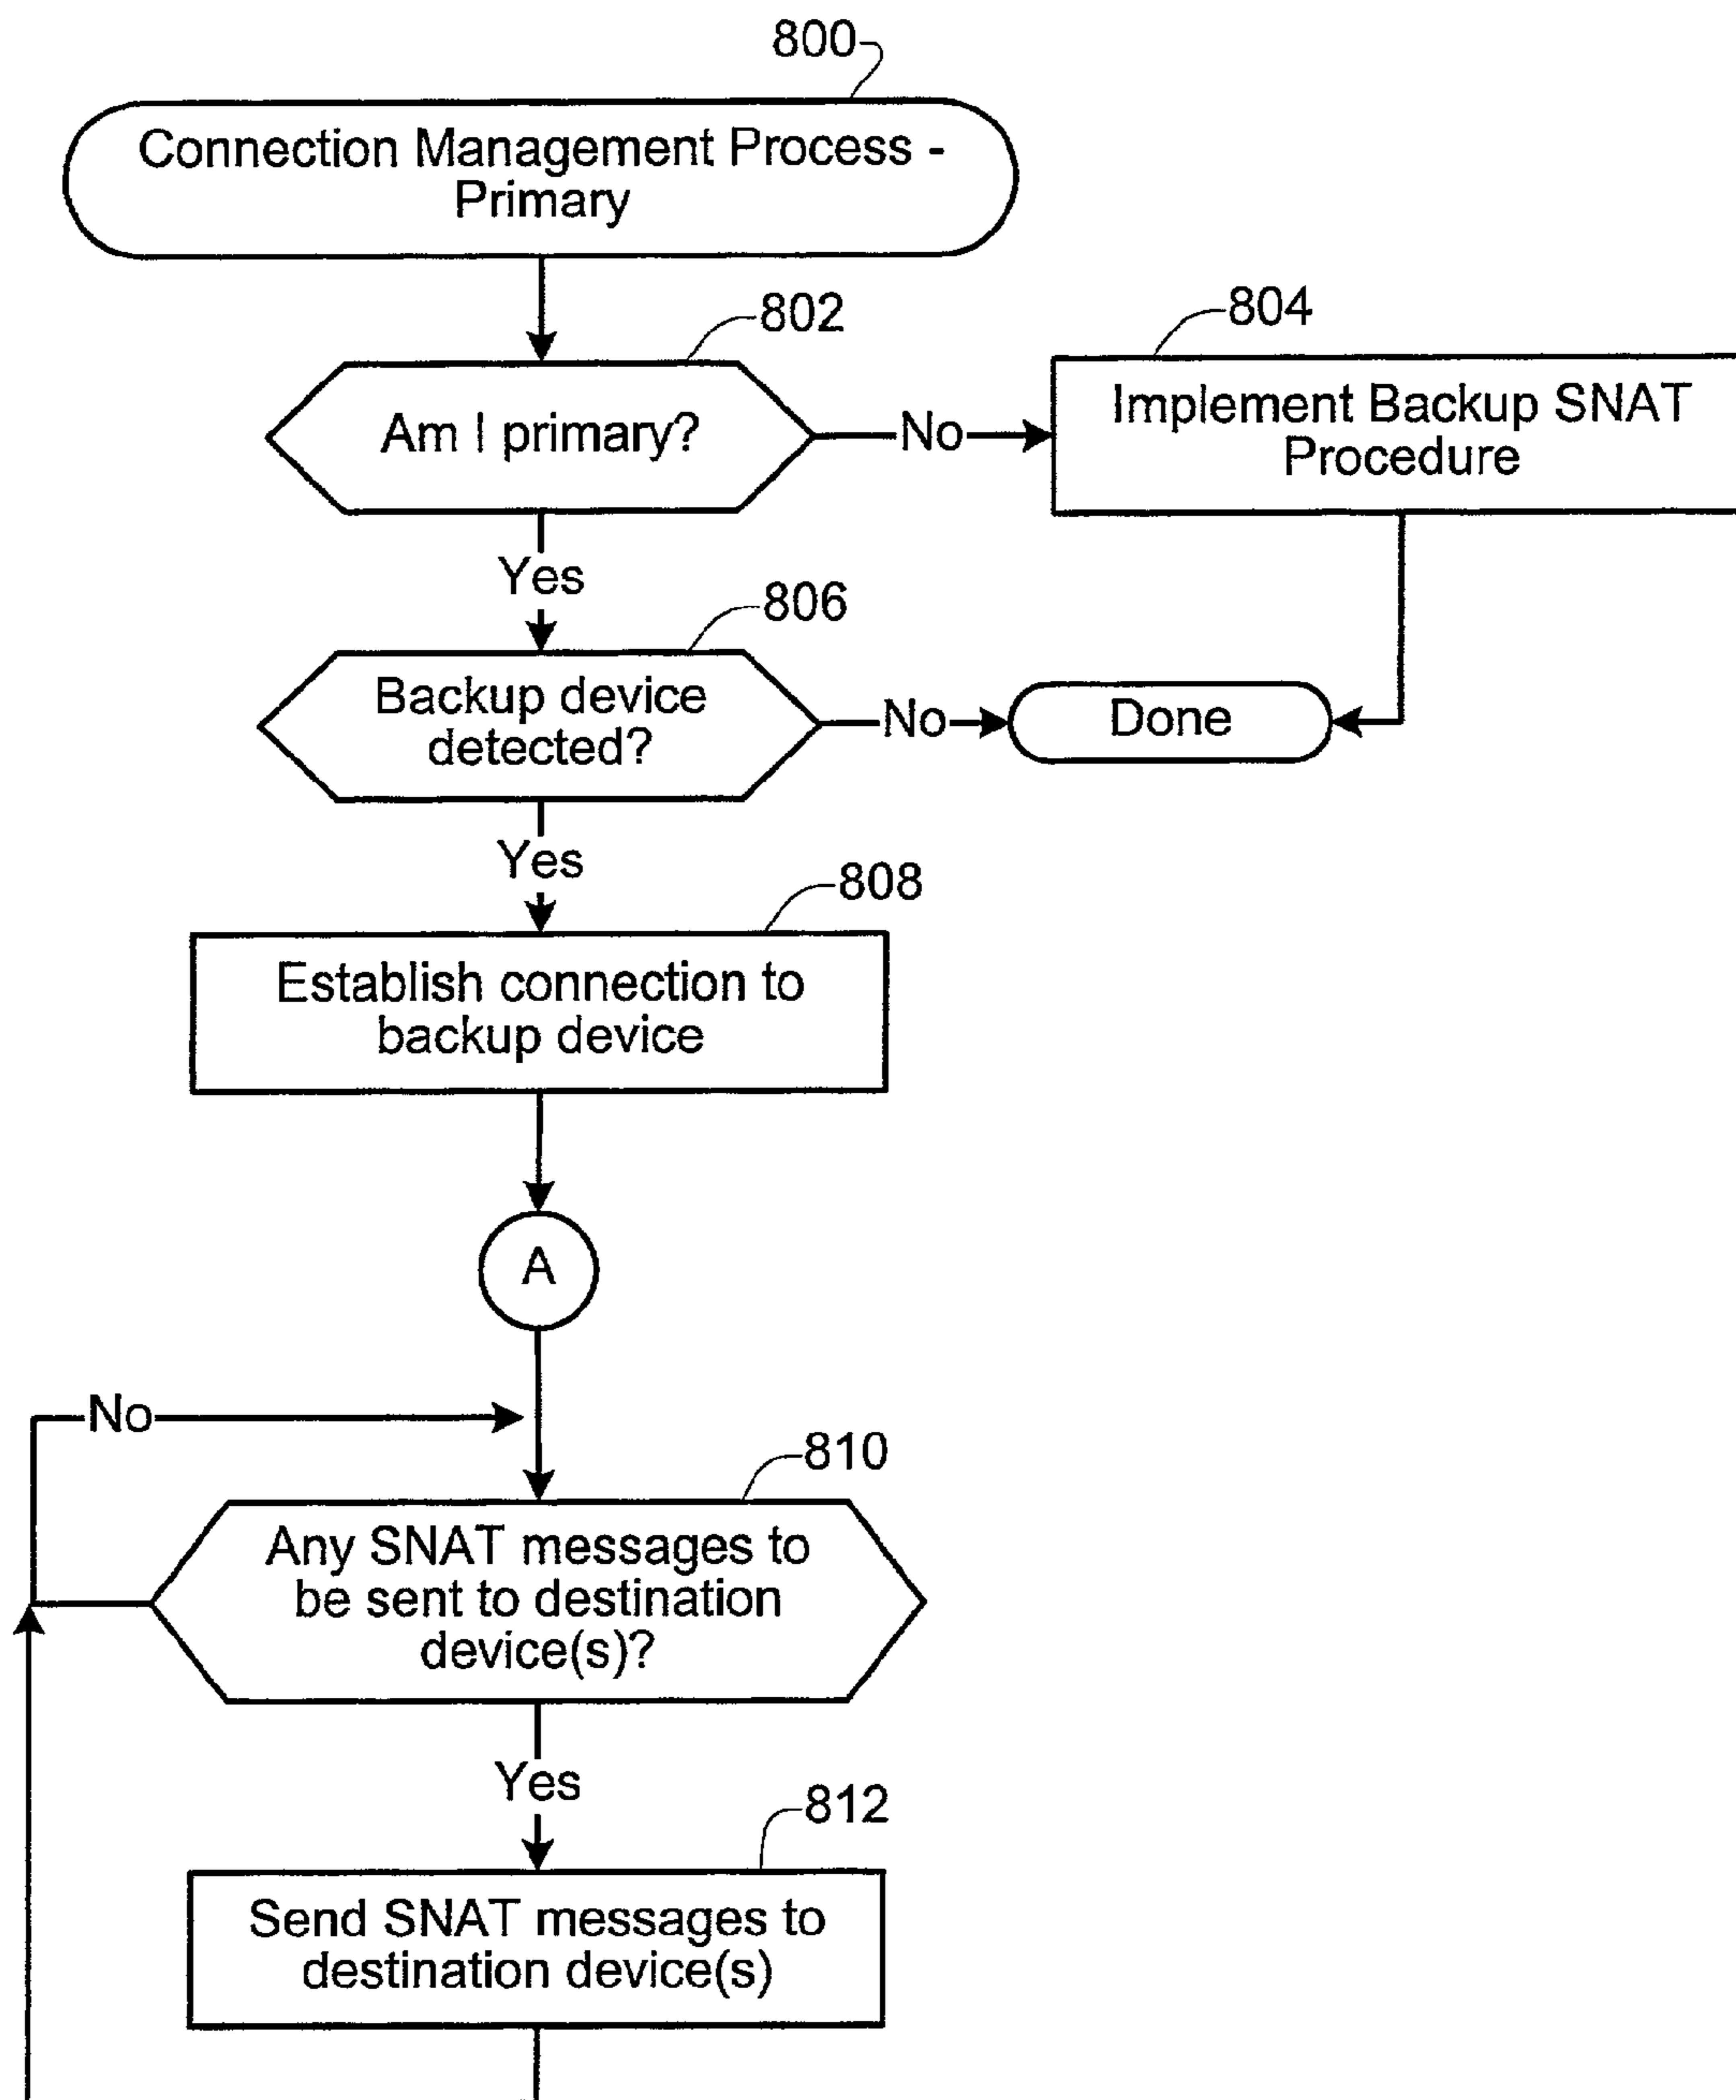 800
Connection Management Process -
Primary
802
Am I primary?
No
804
Implement Backup SNAT
Procedure
Yes
806
Backup device
detected?
No
Done
Yes
808
Establish connection to
backup device
A
No
810
Any SNAT messages to
be sent to destination
device(s)?
Yes
812
Send SNAT messages to
destination device(s)